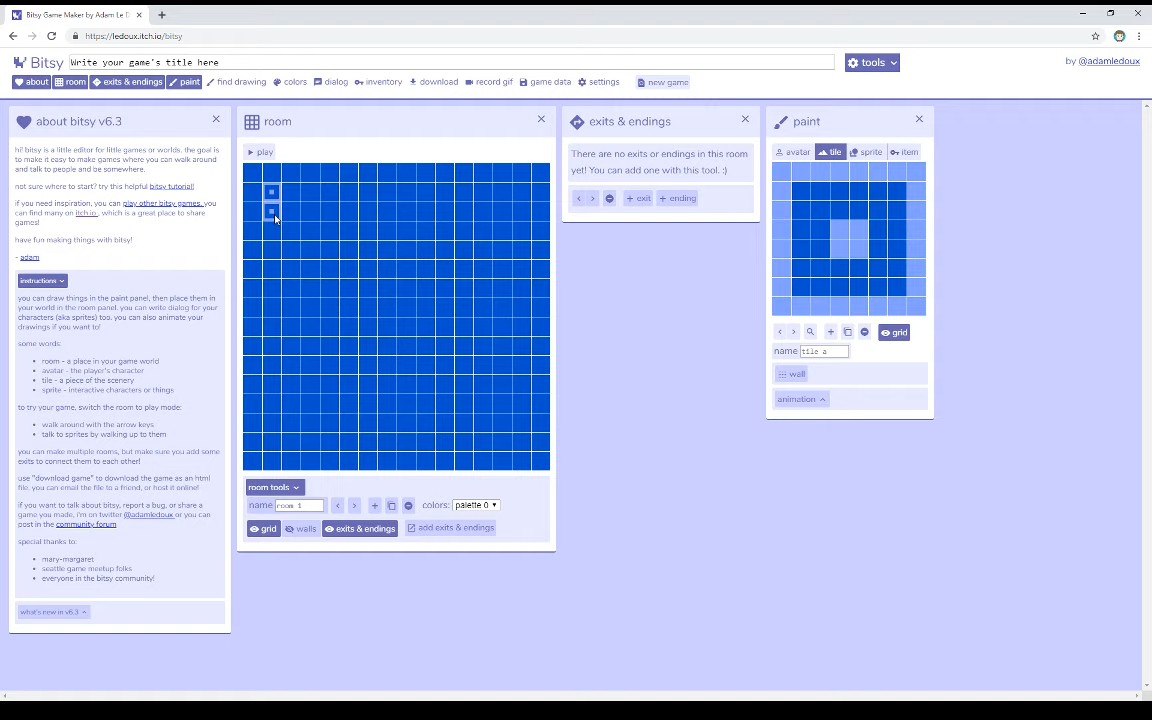 Bitsy Game Maker by Adam Le D
https://ledoux.itch.io/bitsy
Bitsy
Write your game's title here
tools
by @adamledoux
about
room
exits & endings
paint
find drawing
colors
dialog
inventory
download
record gif
game data
settings
new game
about bitsy v6.3
hi! bitsy is a little editor for little games or worlds. the goal is
to make it easy to make games where you can walk around
and talk to people and be somewhere.
not sure where to start? try this helpful bitsy tutorial!
if you need inspiration, you can play other bitsy games. you
can find many on itch.io , which is a great place to share
games!
have fun making things with bitsy!
- adam
instructions
you can draw things in the paint panel, then place them in
your world in the room panel. you can write dialog for your
characters (aka sprites) too. you can also animate your
drawings if you want to!
some words:
room - a place in your game world
avatar - the player's character
tile - a piece of the scenery
sprite - interactive characters or things
to try your game, switch the room to play mode:
walk around with the arrow keys
talk to sprites by walking up to them
you can make multiple rooms, but make sure you add some
exits to connect them to each other!
use "download game" to download the game as an html
file. you can email the file to a friend, or host it online!
if you want to talk about bitsy, report a bug, or share a
game you made, i'm on twitter @adamledoux or you can
post in the community forum
special thanks to:
mary-margaret
seattle game meetup folks
everyone in the bitsy community!
what's new in v6.3
room
play
room tools
name room 1
colors: palette 0
grid
walls
exits & endings
add exits & endings
exits & endings
There are no exits or endings in this room
yet! You can add one with this tool. :)
+ exit
+ ending
paint
avatar
tile
sprite
item
grid
name tile a
wall
animation